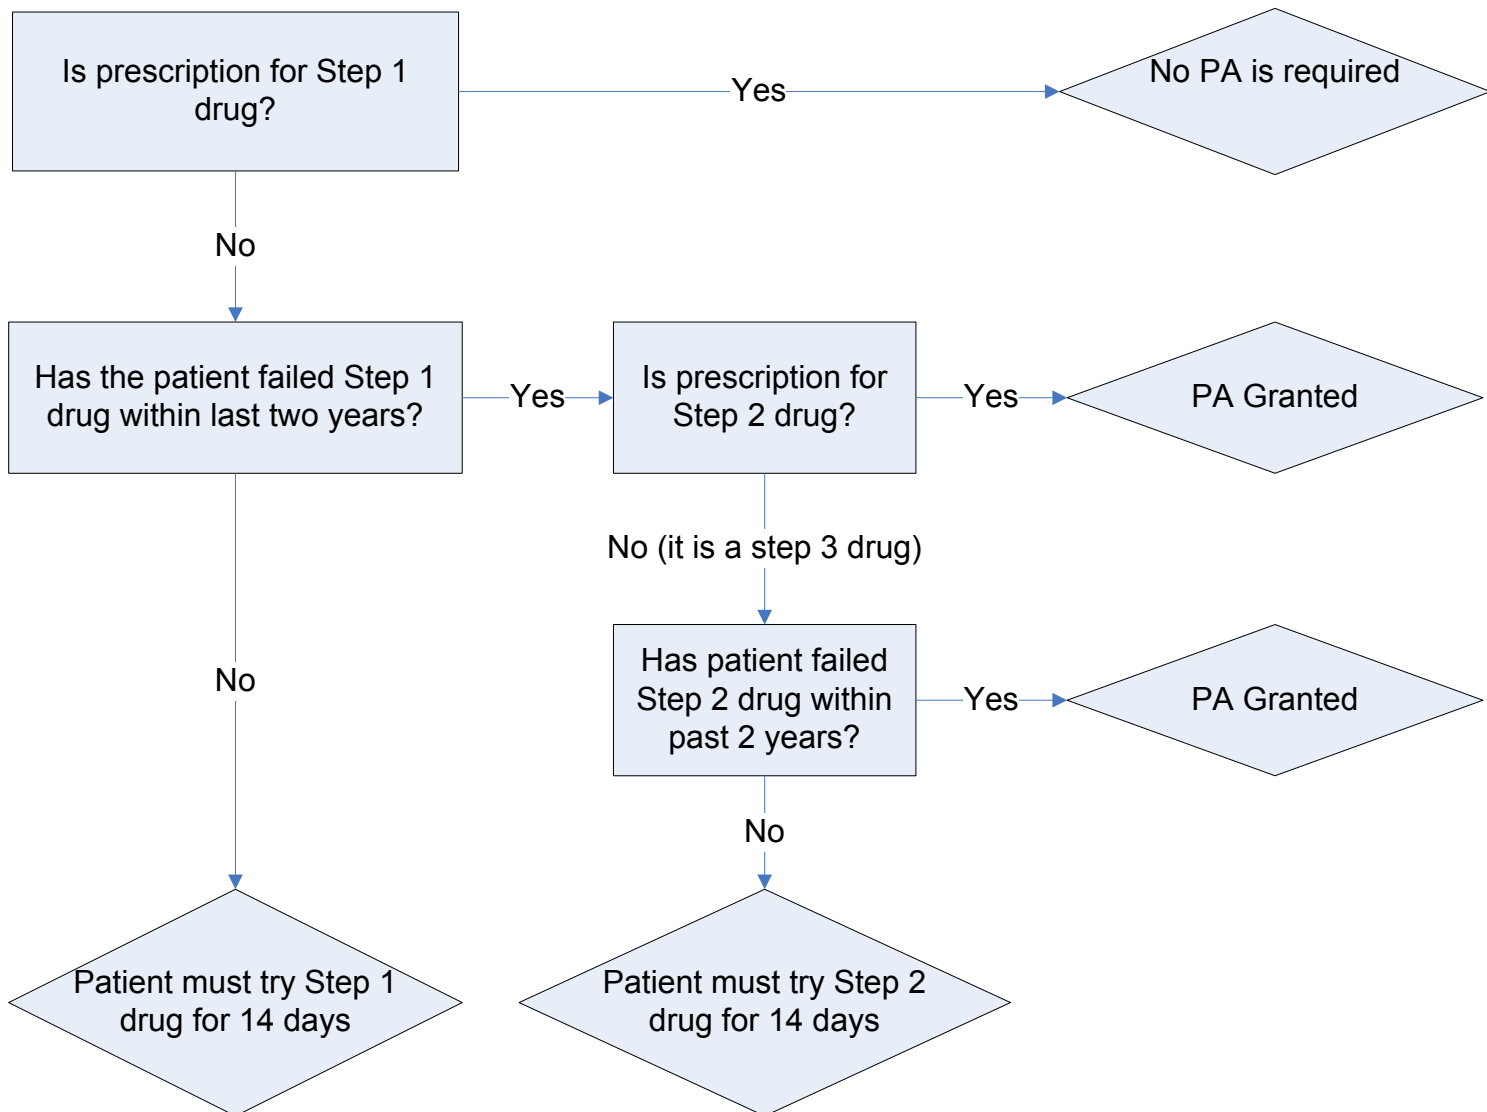 Is prescription for Step 1
drug?
Yes
No PA is required
No
Has the patient failed Step 1
drug within last two years?
Yes
Is prescription for
Step 2 drug?
Yes
PA Granted
No (it is a step 3 drug)
No
Has patient failed
Step 2 drug within
past 2 years?
Yes
PA Granted
No
Patient must try Step 1
drug for 14 days
Patient must try Step 2
drug for 14 days